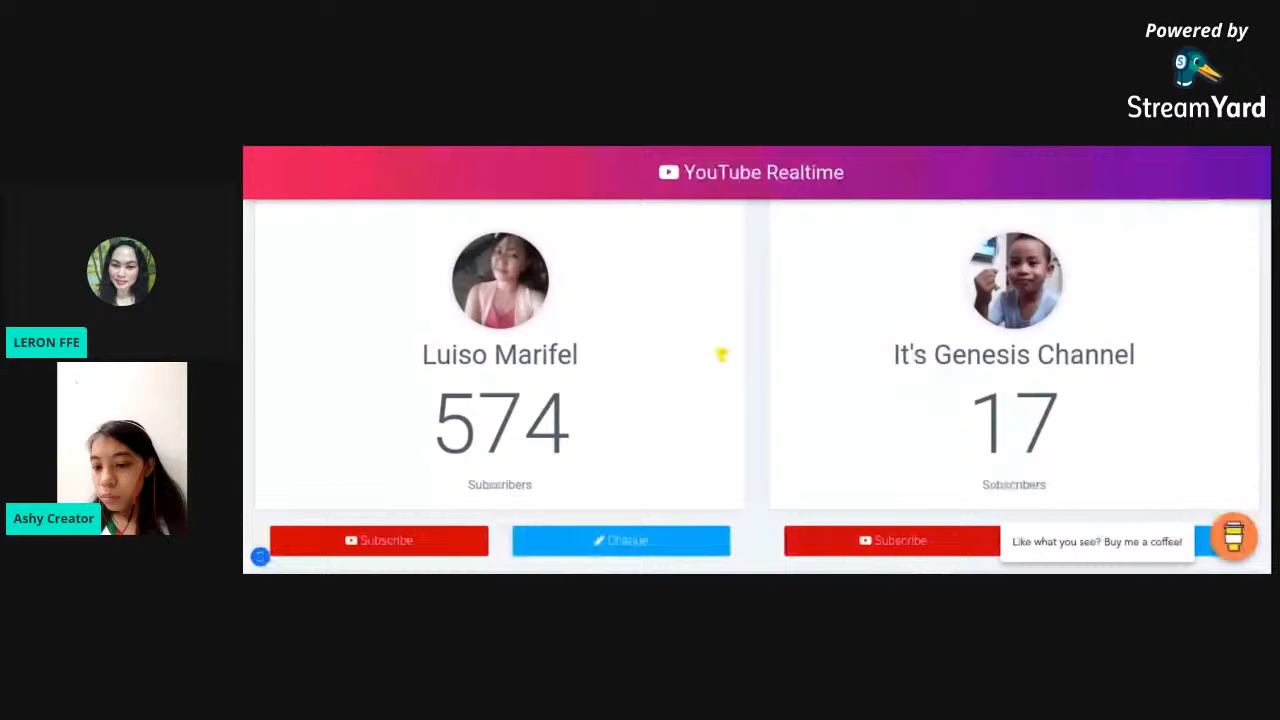 Powered by
StreamYard
YouTube Realtime
LERON FFE
Ashy Creator
Luiso Marifel
574
Subscribers
Subscribe
Change
It's Genesis Channel
17
Subscribers
Subscribe
Like what you see? Buy me a coffee!